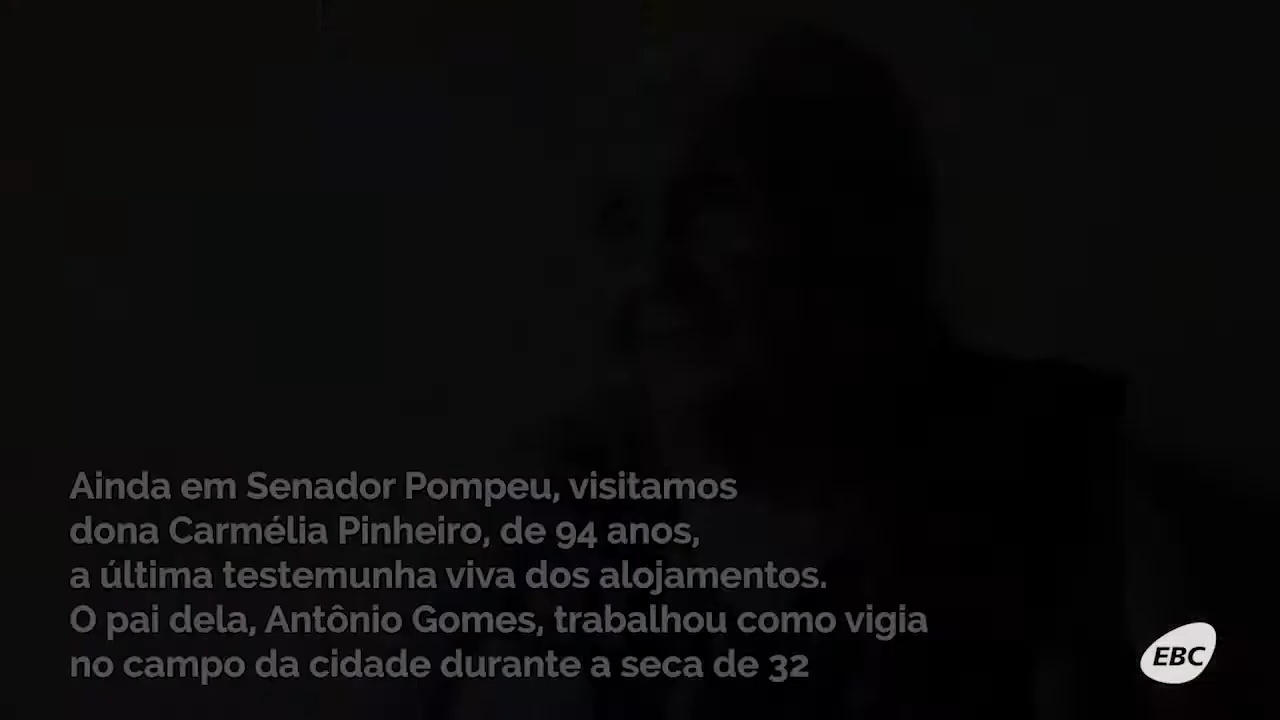 Ainda em Senador Pompeu, visitamos
dona Carmélia Pinheiro, de 94 anos,
a última testemunha viva dos alojamentos.
O pai dela, Antônio Gomes, trabalhou como vigia
no campo da cidade durante a seca de 32
EBC